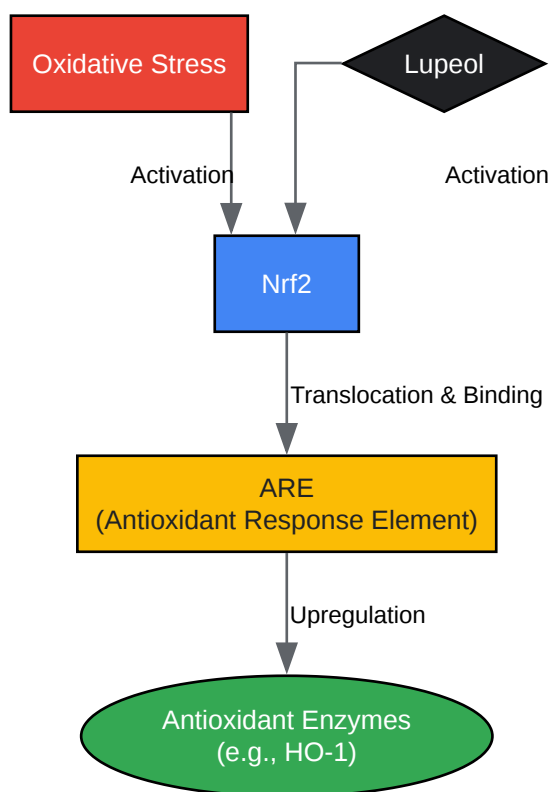 Oxidative Stress
Lupeol
Activation
Activation
Nrf2
Translocation & Binding
ARE
(Antioxidant Response Element)
Upregulation
Antioxidant Enzymes
(e.g., HO-1)